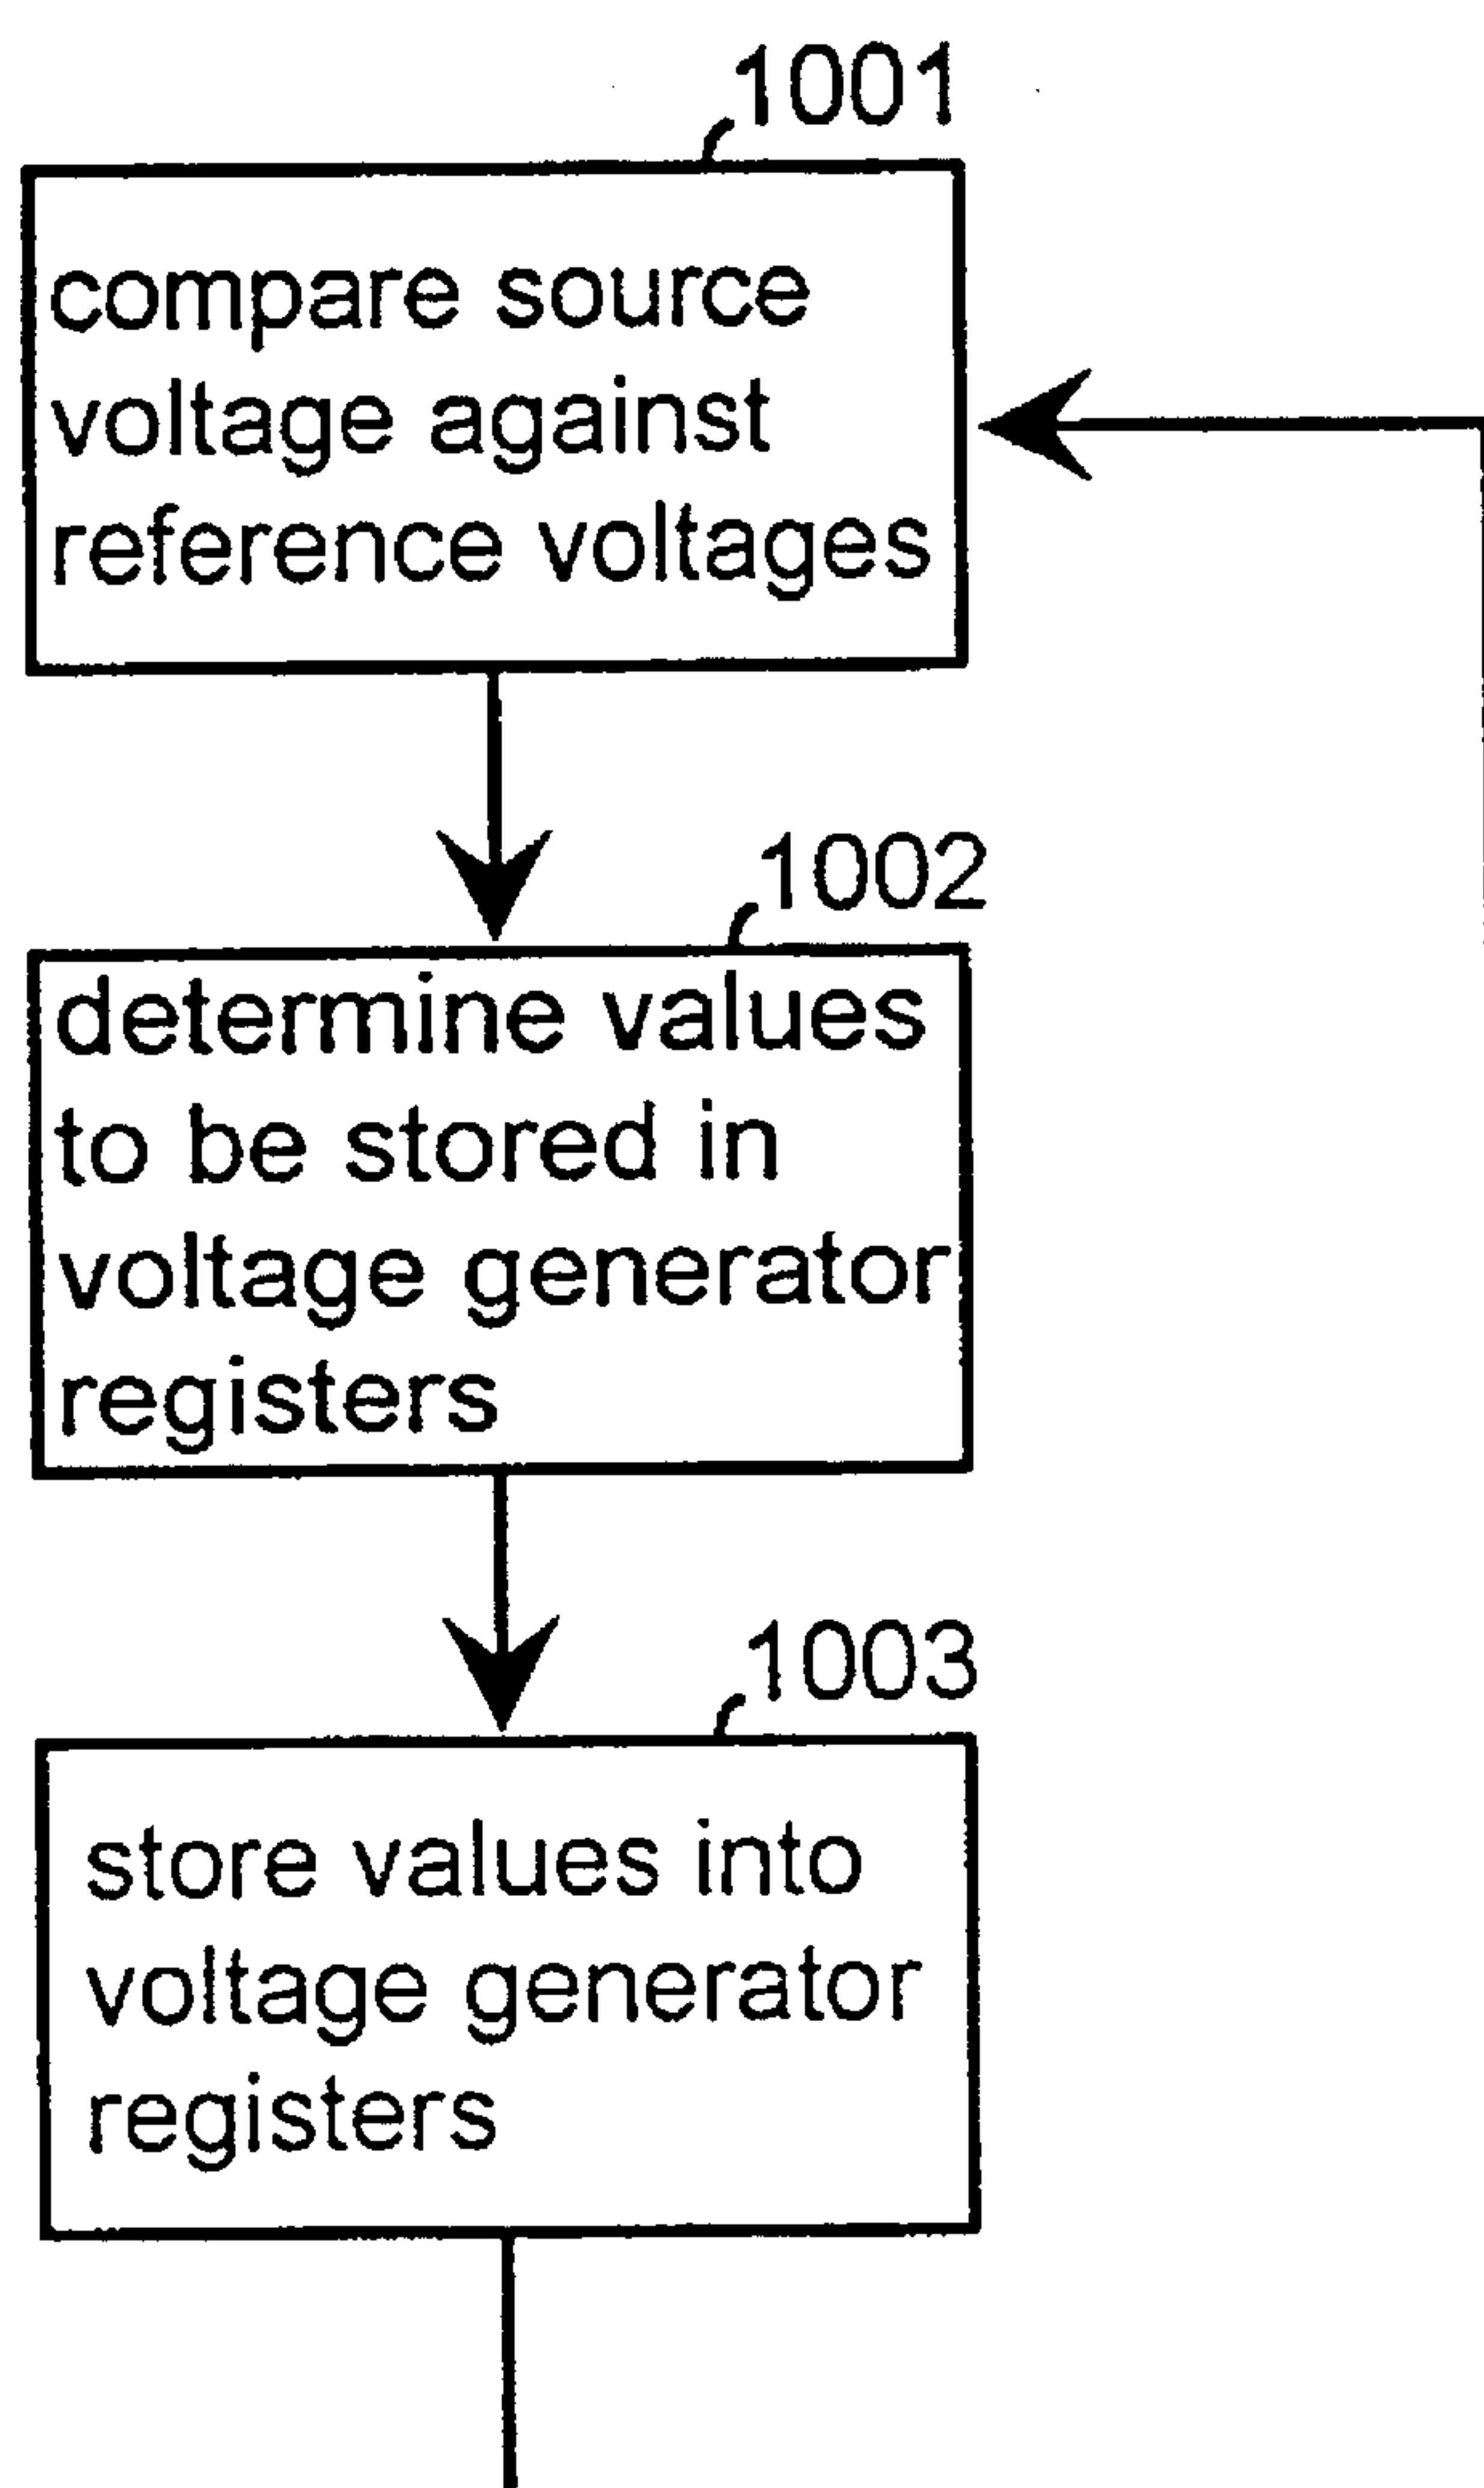 1001
compare source
voltage against
reference voltages
1002
determine values
to be stored in
voltage generator
registers
1003
store values into
voltage generator
registers